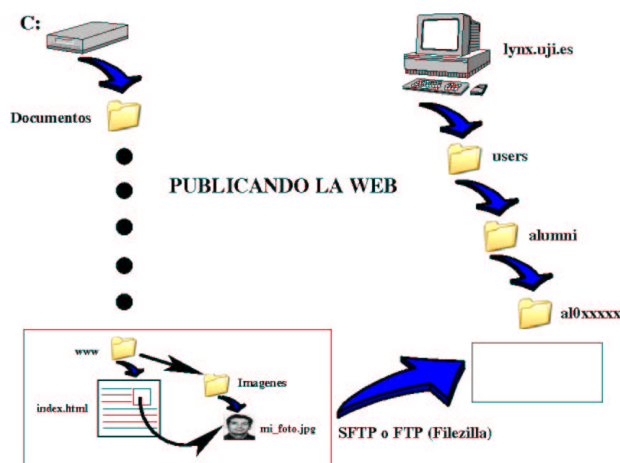 C:
lynx.uji.es
Documentos
users
PUBLICANDO LA WEB
alumni
al0xxxxx
www
Imagenes
index.html
mi_foto.jpg
SFTP o FTP (Filezilla)